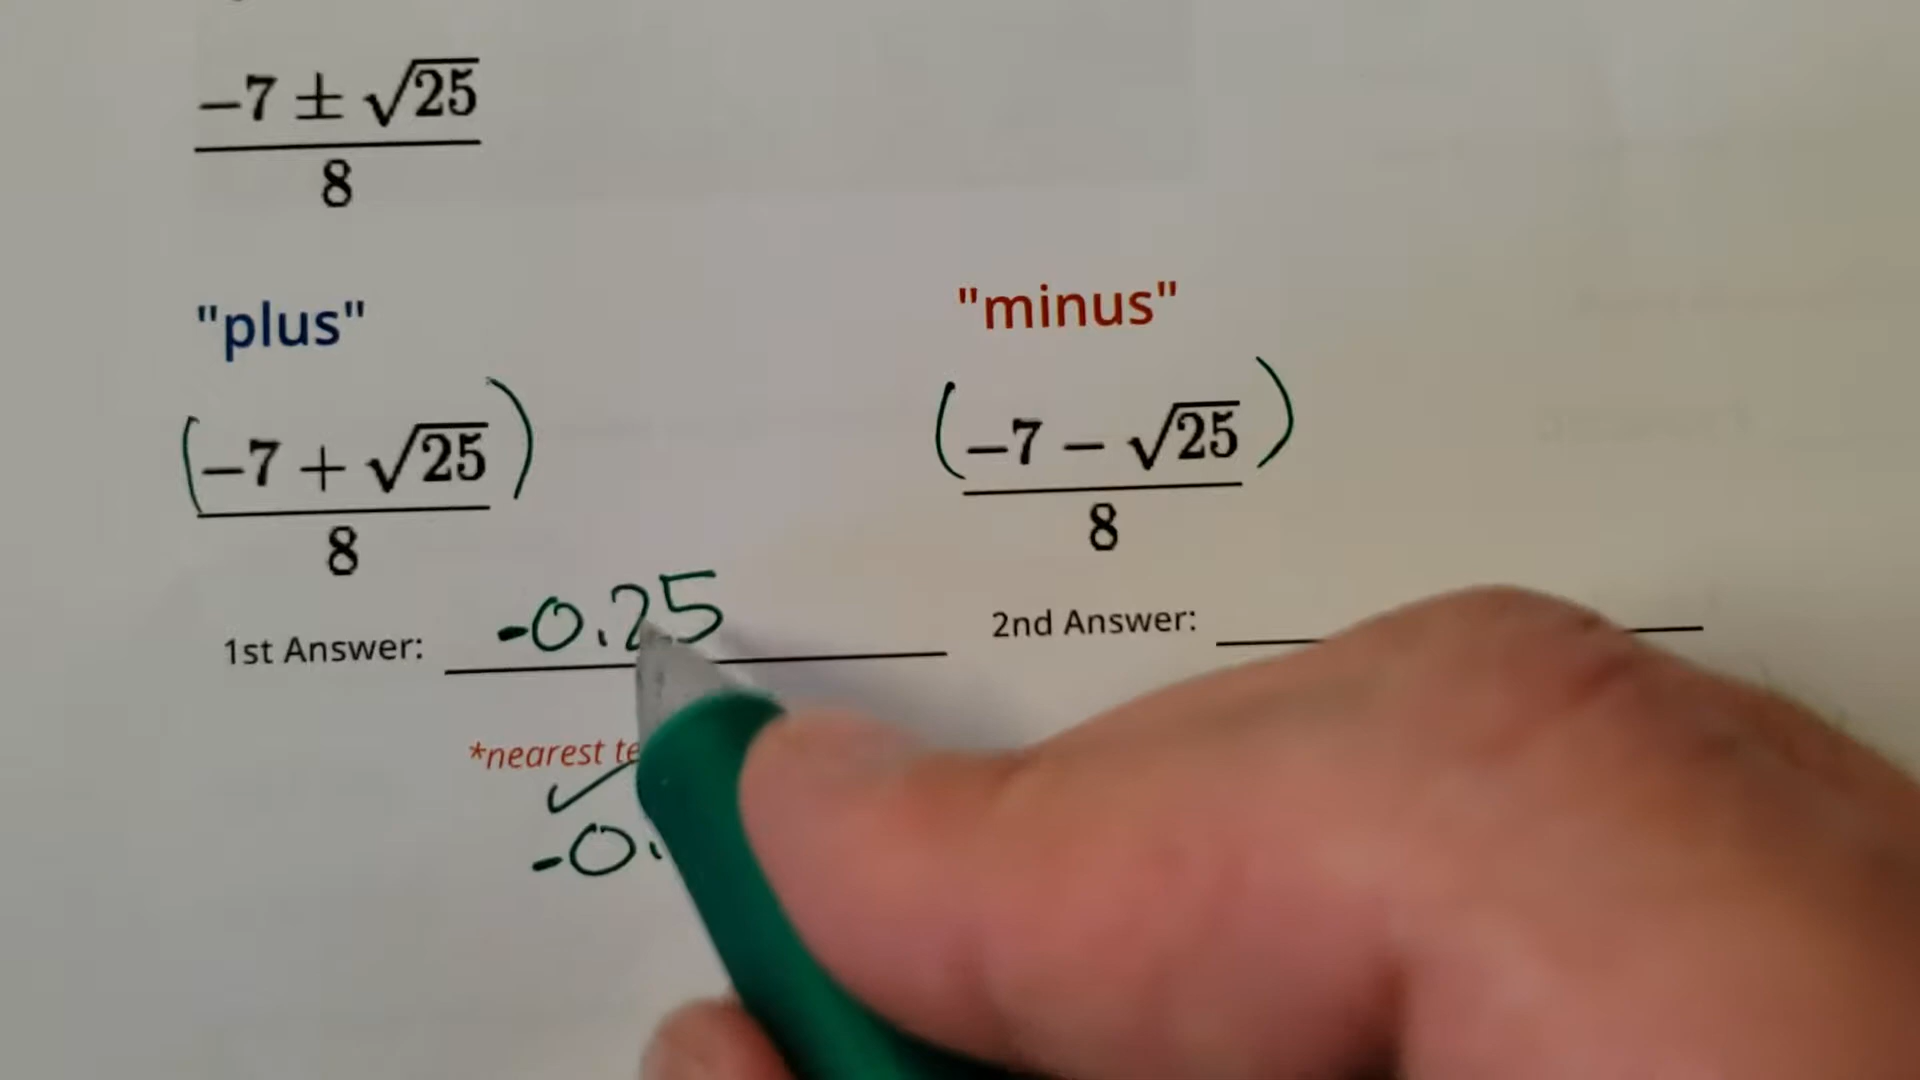 −7 ± √25
8
"plus"
"minus"
(−7 + √25)
8
(−7 − √25)
8
1st Answer: -0.25
2nd Answer:
*nearest
-0.